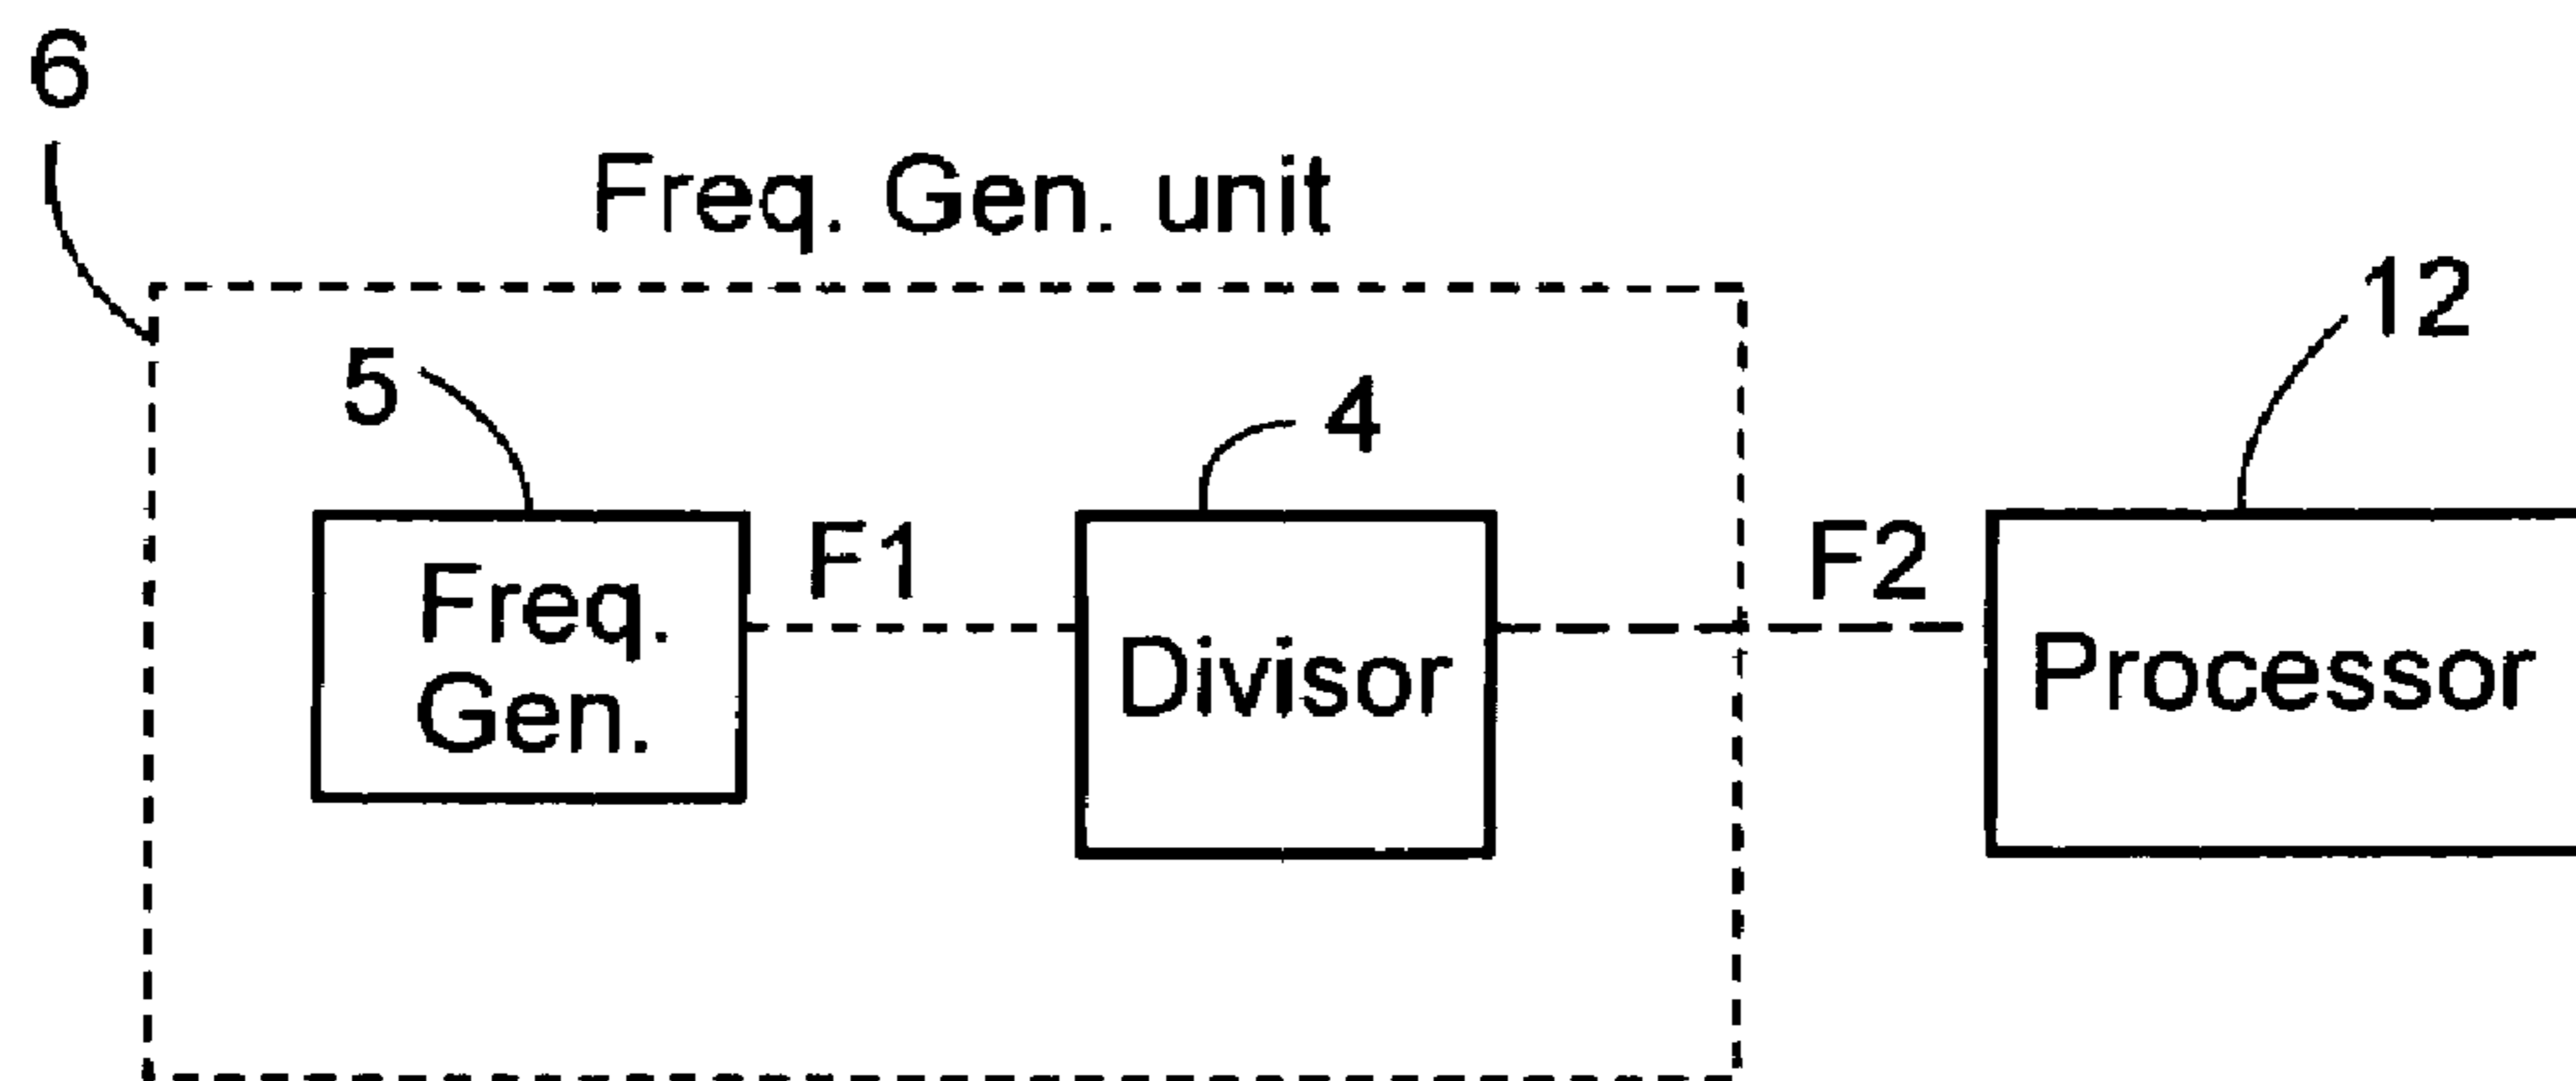 6
Freq. Gen. unit
12
5
4
F1
F2
Freq.
Gen.
Divisor
Processor